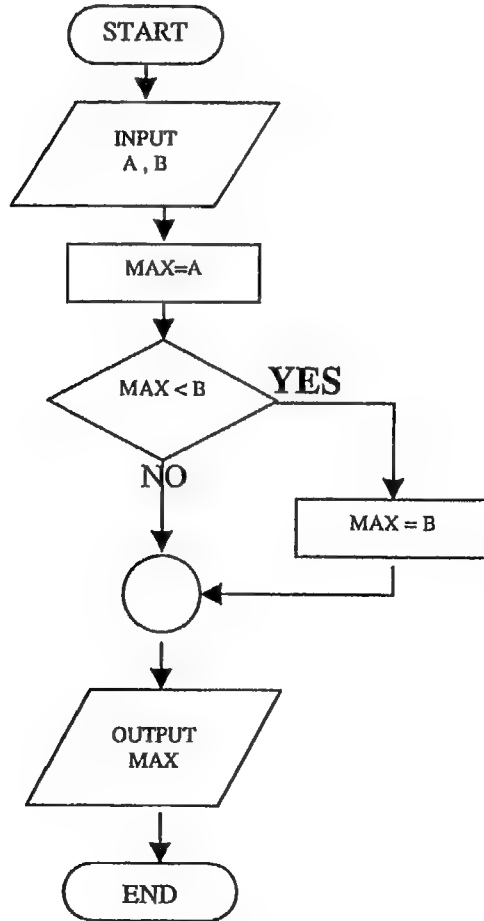 START
INPUT
A , B
MAX=A
MAX < B
YES
NO
MAX = B
OUTPUT
MAX
END